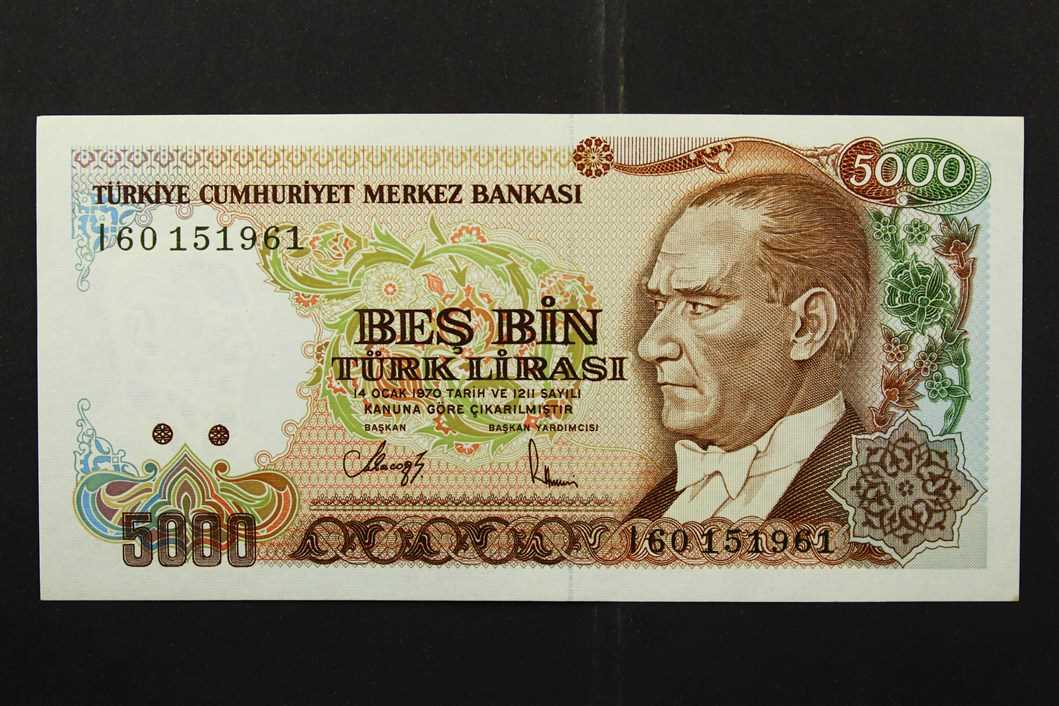 5000
TÜRKİYE CUMHURİYET MERKEZ BANKASI
I60 151961
BEŞ BİN
TÜRK LİRASI
14 OCAK 1970 TARİH VE 1211 SAYILI
KANUNA GÖRE ÇIKARILMIŞTIR
BAŞKAN BAŞKAN YARDIMCISI
5000
I60 151961